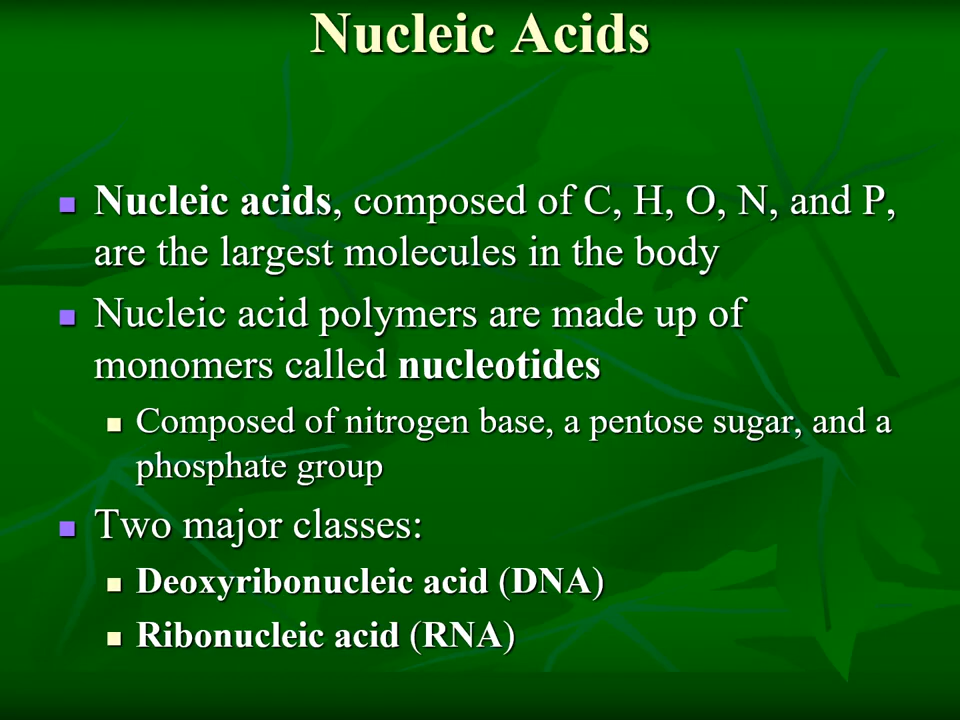 Nucleic Acids
Nucleic acids, composed of C, H, O, N, and P,
are the largest molecules in the body
Nucleic acid polymers are made up of
monomers called nucleotides
Composed of nitrogen base, a pentose sugar, and a
phosphate group
Two major classes:
Deoxyribonucleic acid (DNA)
Ribonucleic acid (RNA)